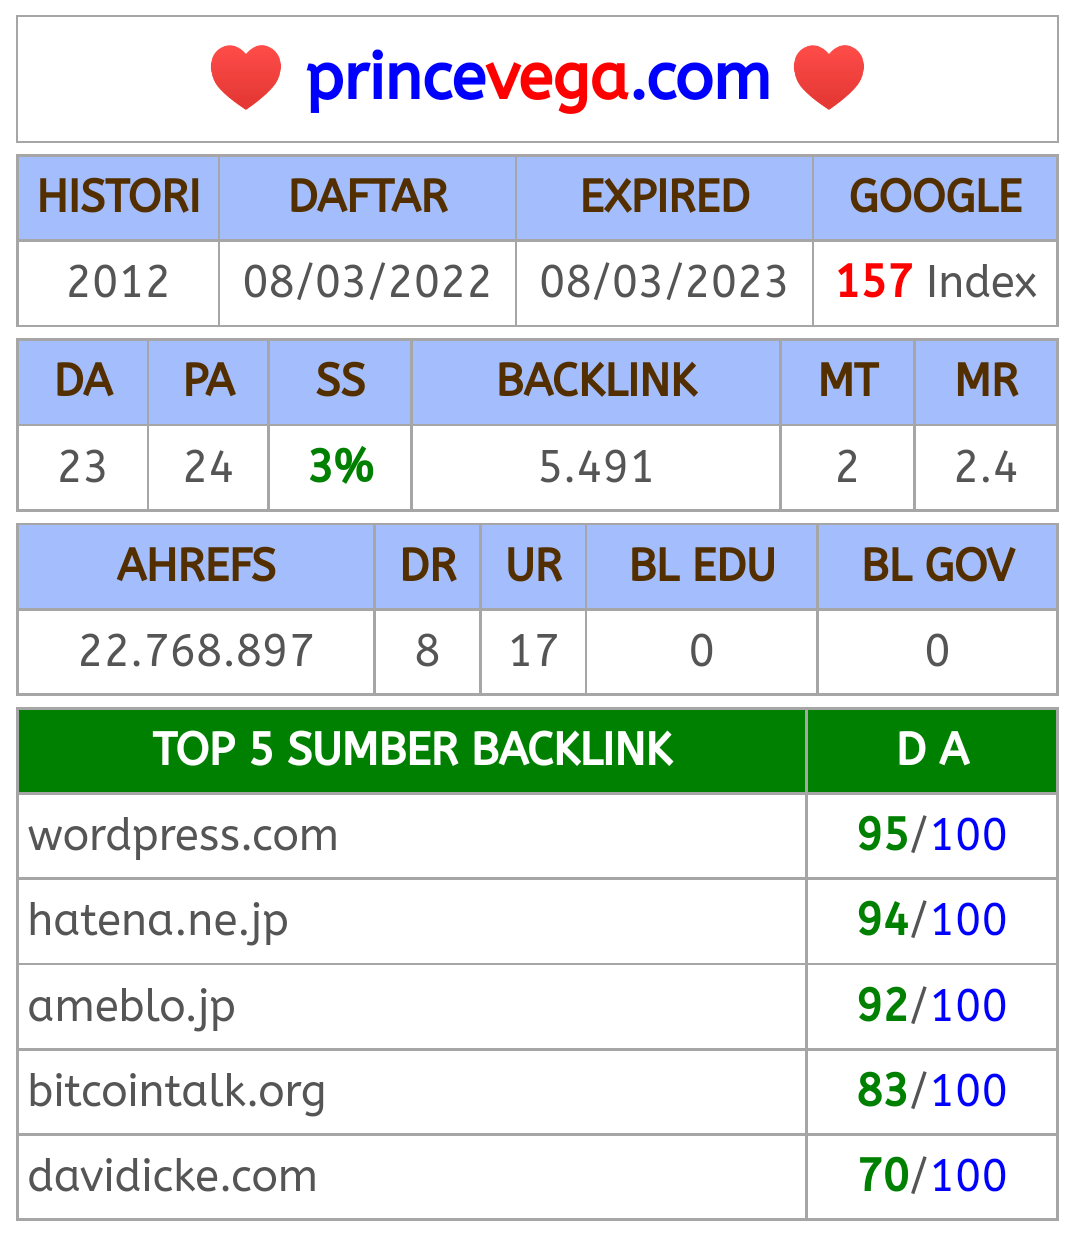 princevega.com
HISTORI DAFTAR EXPIRED GOOGLE
2012 08/03/2022 08/03/2023 157 Index
DA PA SS BACKLINK MT MR
23 24 3% 5.491 2 2.4
AHREFS DR UR BL EDU BL GOV
22.768.897 8 17 0 0
TOP 5 SUMBER BACKLINK D A
wordpress.com 95/100
hatena.ne.jp 94/100
ameblo.jp 92/100
bitcointalk.org 83/100
davidicke.com 70/100